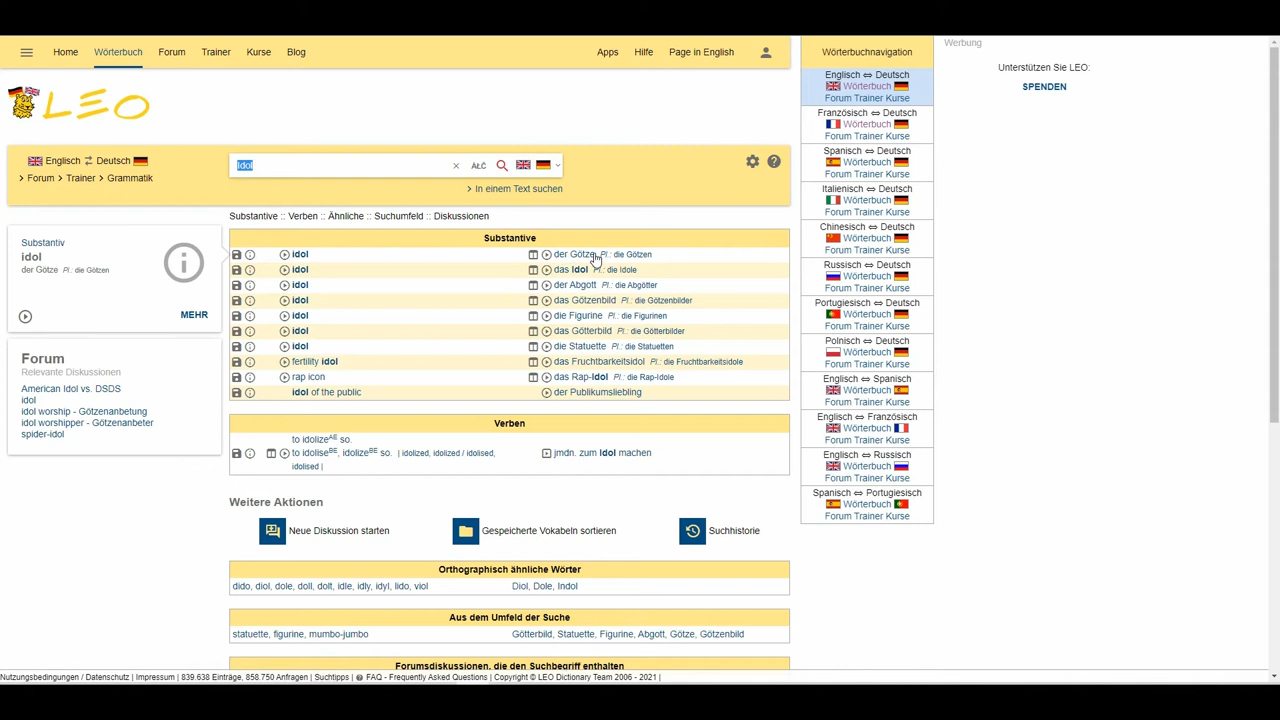 Home Wörterbuch Forum Trainer Kurse Blog Apps Hilfe Page in English
LEO
Englisch ⇄ Deutsch
> Forum > Trainer > Grammatik
Idol × AŁČ
> In einem Text suchen
Substantive :: Verben :: Ähnliche :: Suchumfeld :: Diskussionen
Substantiv
idol
der Götze Pl.: die Götzen
MEHR
Forum
Relevante Diskussionen
American Idol vs. DSDS
idol
idol worship - Götzenanbetung
idol worshipper - Götzenanbeter
spider-idol
Substantive
idol der Götze Pl.: die Götzen
idol das Idol Pl.: die Idole
idol der Abgott Pl.: die Abgötter
idol das Götzenbild Pl.: die Götzenbilder
idol die Figurine Pl.: die Figurinen
idol das Götterbild Pl.: die Götterbilder
idol die Statuette Pl.: die Statuetten
fertility idol das Fruchtbarkeitsidol Pl.: die Fruchtbarkeitsidole
rap icon das Rap-Idol Pl.: die Rap-Idole
idol of the public der Publikumsliebling
Verben
to idolizeAE so.
to idoliseBE, idolizeBE so. | idolized, idolized / idolised, jmdn. zum Idol machen
idolised |
Weitere Aktionen
Neue Diskussion starten Gespeicherte Vokabeln sortieren Suchhistorie
Orthographisch ähnliche Wörter
dido, diol, dole, doll, dolt, idle, idly, idyl, lido, viol Diol, Dole, Indol
Aus dem Umfeld der Suche
statuette, figurine, mumbo-jumbo Götterbild, Statuette, Figurine, Abgott, Götze, Götzenbild
Forumsdiskussionen, die den Suchbegriff enthalten
Nutzungsbedingungen / Datenschutz | Impressum | 839.638 Einträge, 858.750 Anfragen | Suchtipps | FAQ - Frequently Asked Questions | Copyright © LEO Dictionary Team 2006 - 2021 |
Wörterbuchnavigation
Englisch ⇔ Deutsch
Wörterbuch
Forum Trainer Kurse
Französisch ⇔ Deutsch
Wörterbuch
Forum Trainer Kurse
Spanisch ⇔ Deutsch
Wörterbuch
Forum Trainer Kurse
Italienisch ⇔ Deutsch
Wörterbuch
Forum Trainer Kurse
Chinesisch ⇔ Deutsch
Wörterbuch
Forum Trainer Kurse
Russisch ⇔ Deutsch
Wörterbuch
Forum Trainer Kurse
Portugiesisch ⇔ Deutsch
Wörterbuch
Forum Trainer Kurse
Polnisch ⇔ Deutsch
Wörterbuch
Forum Trainer Kurse
Englisch ⇔ Spanisch
Wörterbuch
Forum Trainer Kurse
Englisch ⇔ Französisch
Wörterbuch
Forum Trainer Kurse
Englisch ⇔ Russisch
Wörterbuch
Forum Trainer Kurse
Spanisch ⇔ Portugiesisch
Wörterbuch
Forum Trainer Kurse
Werbung
Unterstützen Sie LEO:
SPENDEN